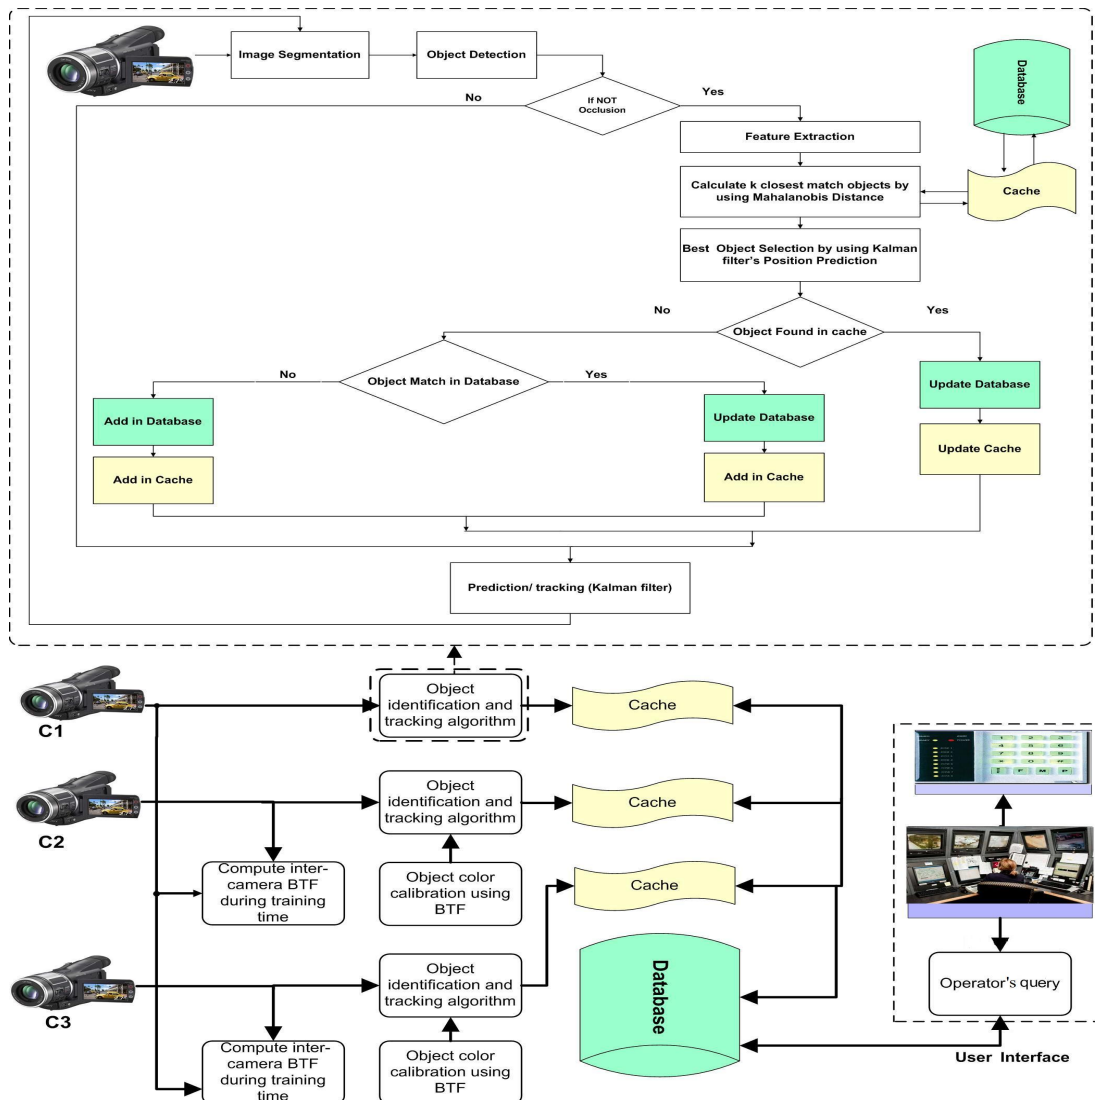 Image Segmentation
Object Detection
Database
No
If NOT
Occlusion
Yes
Feature Extraction
Calculate k closest match objects by
using Mahalanobis Distance
Cache
Best Object Selection by using Kalman
filter's Position Prediction
No
Object Found in cache
Yes
No
Object Match in Database
Yes
Update Database
Add in Database
Update Database
Update Cache
Add in Cache
Add in Cache
Prediction/ tracking (Kalman filter)
C1
Object
identification and
tracking algorithm
Cache
C2
Object
identification and
tracking algorithm
Cache
Compute inter-
camera BTF
during training
time
Object color
calibration using
BTF
Cache
C3
Object
identification and
tracking algorithm
Database
Operator's query
Compute inter-
camera BTF
during training
time
Object color
calibration using
BTF
User Interface